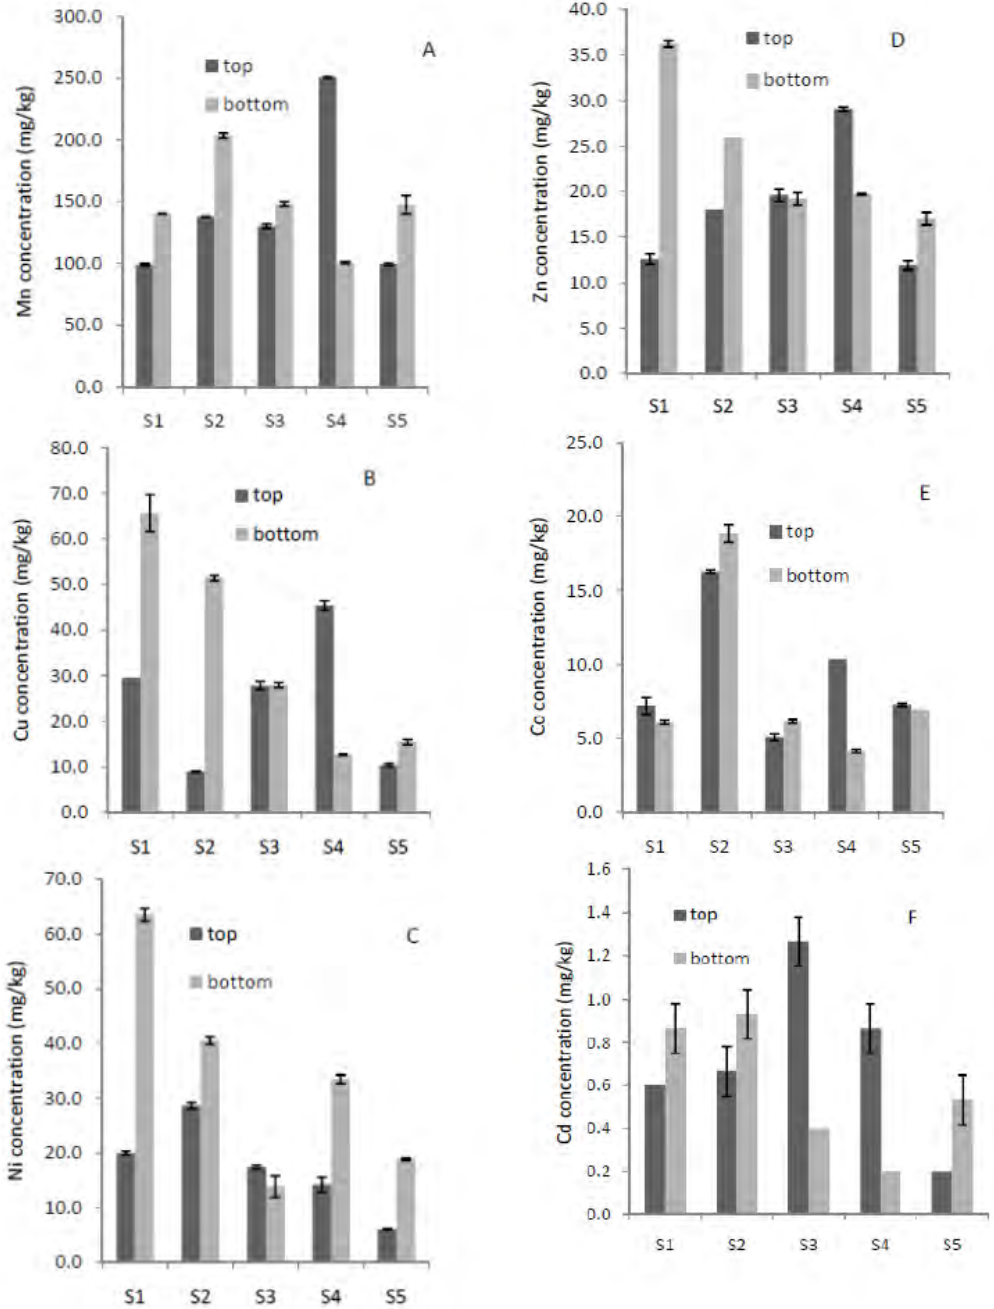 300.0
250.0
200.0
150.0
100.0
50.0
0.0
Mn concentration (mg/kg)
top
bottom
A
S1 S2 S3 S4 S5
40.0
35.0
30.0
25.0
20.0
15.0
10.0
5.0
0.0
Zn concentration (mg/kg)
top
bottom
D
S1 S2 S3 S4 S5
80.0
70.0
60.0
50.0
40.0
30.0
20.0
10.0
0.0
Cu concentration (mg/kg)
top
bottom
B
S1 S2 S3 S4 S5
25.0
20.0
15.0
10.0
5.0
0.0
Co concentration (mg/kg)
top
bottom
E
S1 S2 S3 S4 S5
70.0
60.0
50.0
40.0
30.0
20.0
10.0
0.0
Ni concentration (mg/kg)
top
bottom
C
S1 S2 S3 S4 S5
1.6
1.4
1.2
1.0
0.8
0.6
0.4
0.2
0.0
Cd concentration (mg/kg)
top
bottom
F
S1 S2 S3 S4 S5